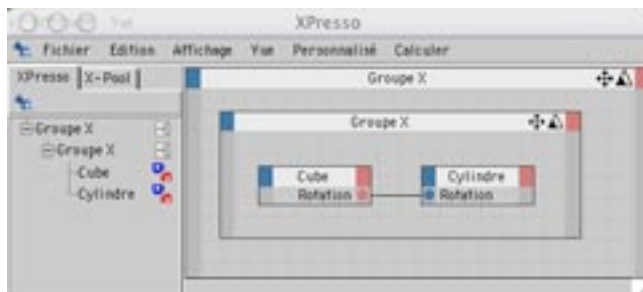 XPresso
Fichier Edition Affichage Vue Personnalisé Calculer
XPresso X-Pool
Groupe X
Groupe X
Cube
Cylindre
Groupe X
Groupe X
Cube
Rotation
Cylindre
Rotation